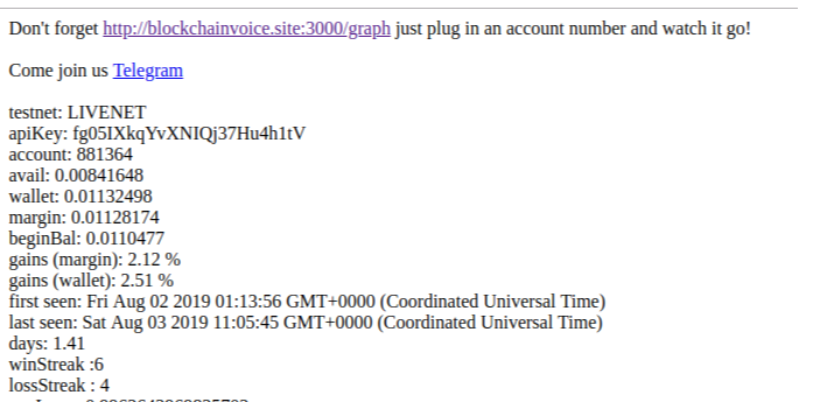 Don't forget http://blockchainvoice.site:3000/graph just plug in an account number and watch it go!
Come join us Telegram
testnet: LIVENET
apiKey: fg05IXkqYvXNIQj37Hu4h1tV
account: 881364
avail: 0.00841648
wallet: 0.01132498
margin: 0.01128174
beginBal: 0.0110477
gains (margin): 2.12 %
gains (wallet): 2.51 %
first seen: Fri Aug 02 2019 01:13:56 GMT+0000 (Coordinated Universal Time)
last seen: Sat Aug 03 2019 11:05:45 GMT+0000 (Coordinated Universal Time)
days: 1.41
winStreak :6
lossStreak : 4